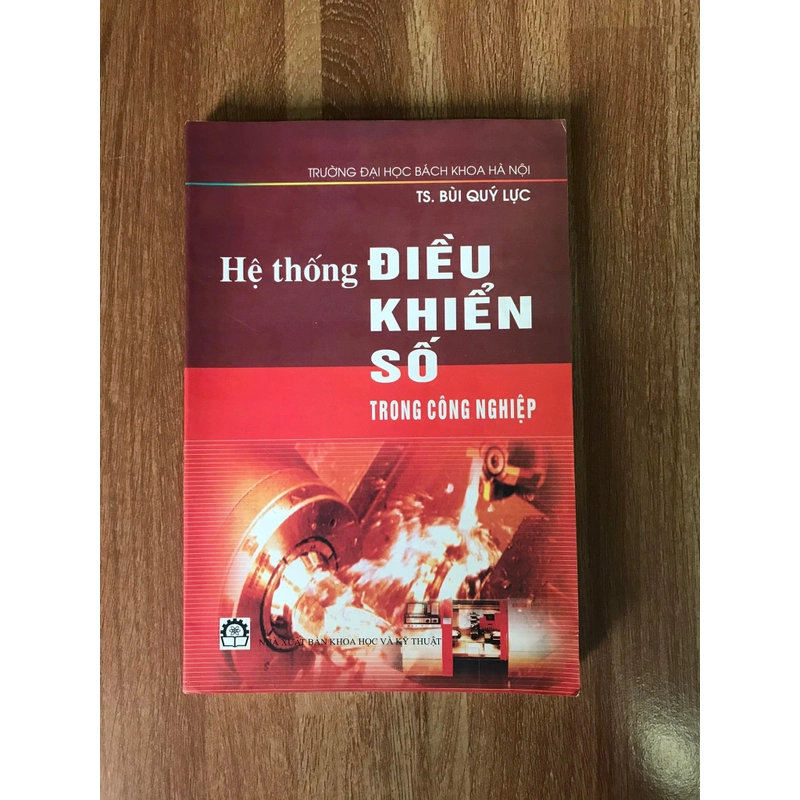 TRƯỜNG ĐẠI HỌC BÁCH KHOA HÀ NỘI
TS. BÙI QUÝ LỰC
Hệ thống ĐIỀU
KHIỂN
SỐ
TRONG CÔNG NGHIỆP
NHÀ XUẤT BẢN KHOA HỌC VÀ KỸ THUẬT